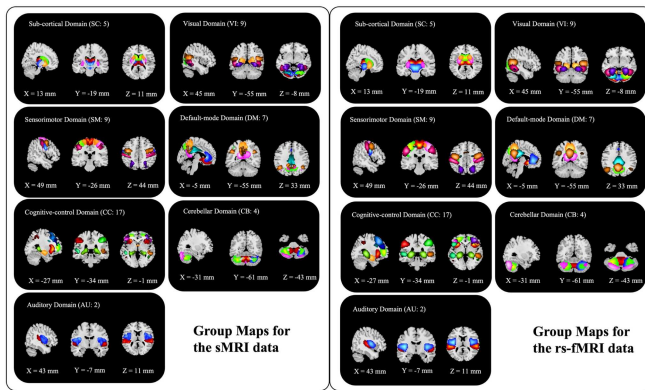 Sub-cortical Domain (SC: 5)
X = 13 mm Y = -19 mm Z = 11 mm
Visual Domain (VI: 9)
X = 45 mm Y = -55 mm Z = -8 mm
Sensorimotor Domain (SM: 9)
X = 49 mm Y = -26 mm Z = 44 mm
Default-mode Domain (DM: 7)
X = -5 mm Y = -55 mm Z = 33 mm
Cognitive-control Domain (CC: 17)
X = -27 mm Y = -34 mm Z = -1 mm
Cerebellar Domain (CB: 4)
X = -31 mm Y = -61 mm Z = -43 mm
Auditory Domain (AU: 2)
X = 43 mm Y = -7 mm Z = 11 mm
Group Maps for
the sMRI data
Sub-cortical Domain (SC: 5)
X = 13 mm Y = -19 mm Z = 11 mm
Visual Domain (VI: 9)
X = 45 mm Y = -55 mm Z = -8 mm
Sensorimotor Domain (SM: 9)
X = 49 mm Y = -26 mm Z = 44 mm
Default-mode Domain (DM: 7)
X = -5 mm Y = -55 mm Z = 33 mm
Cognitive-control Domain (CC: 17)
X = -27 mm Y = -34 mm Z = -1 mm
Cerebellar Domain (CB: 4)
X = -31 mm Y = -61 mm Z = -43 mm
Auditory Domain (AU: 2)
X = 43 mm Y = -7 mm Z = 11 mm
Group Maps for
the rs-fMRI data